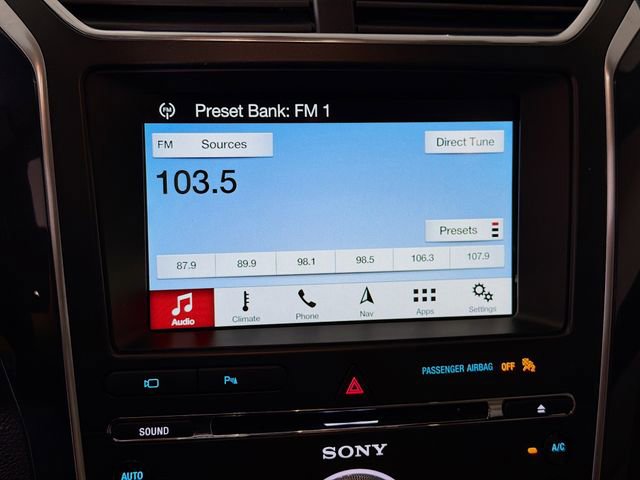 FM Preset Bank: FM 1
FM Sources Direct Tune
103.5
Presets
87.9 89.9 98.1 98.5 106.3 107.9
Audio Climate Phone Nav Apps Settings
P PASSENGER AIRBAG OFF
SOUND
SONY
AUTO A/C